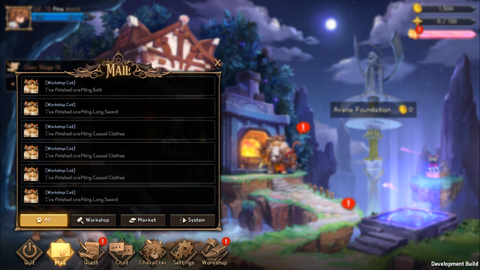 MAIL
[Workshop Cat]
I've finished crafting Belt
[Workshop Cat]
I've finished crafting Long Sword
[Workshop Cat]
I've finished crafting Casual Clothes
[Workshop Cat]
I've finished crafting Casual Clothes
[Workshop Cat]
I've finished crafting Casual Clothes
[Workshop Cat]
I've finished crafting Long Sword
All
Workshop
Market
System
Arena Foundation
Quit
Mail
Quest
Chat
Character
Settings
Workshop
Development Build